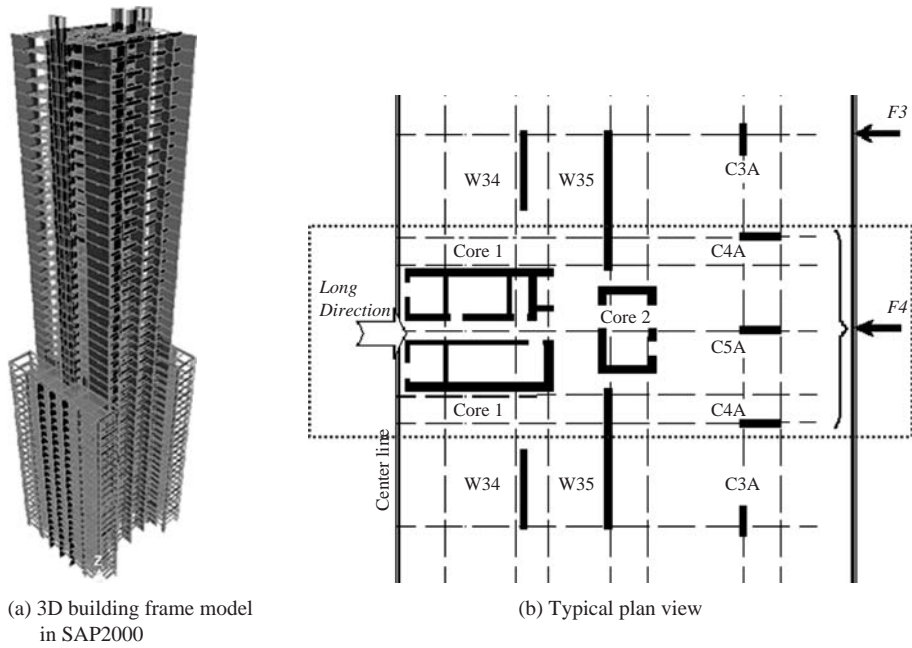 F3
W34
W35
C3A
Core 1
C4A
Long
Direction
Core 2
F4
C5A
Core 1
C4A
Center line
W34
W35
C3A
Z
(a) 3D building frame model
in SAP2000
(b) Typical plan view